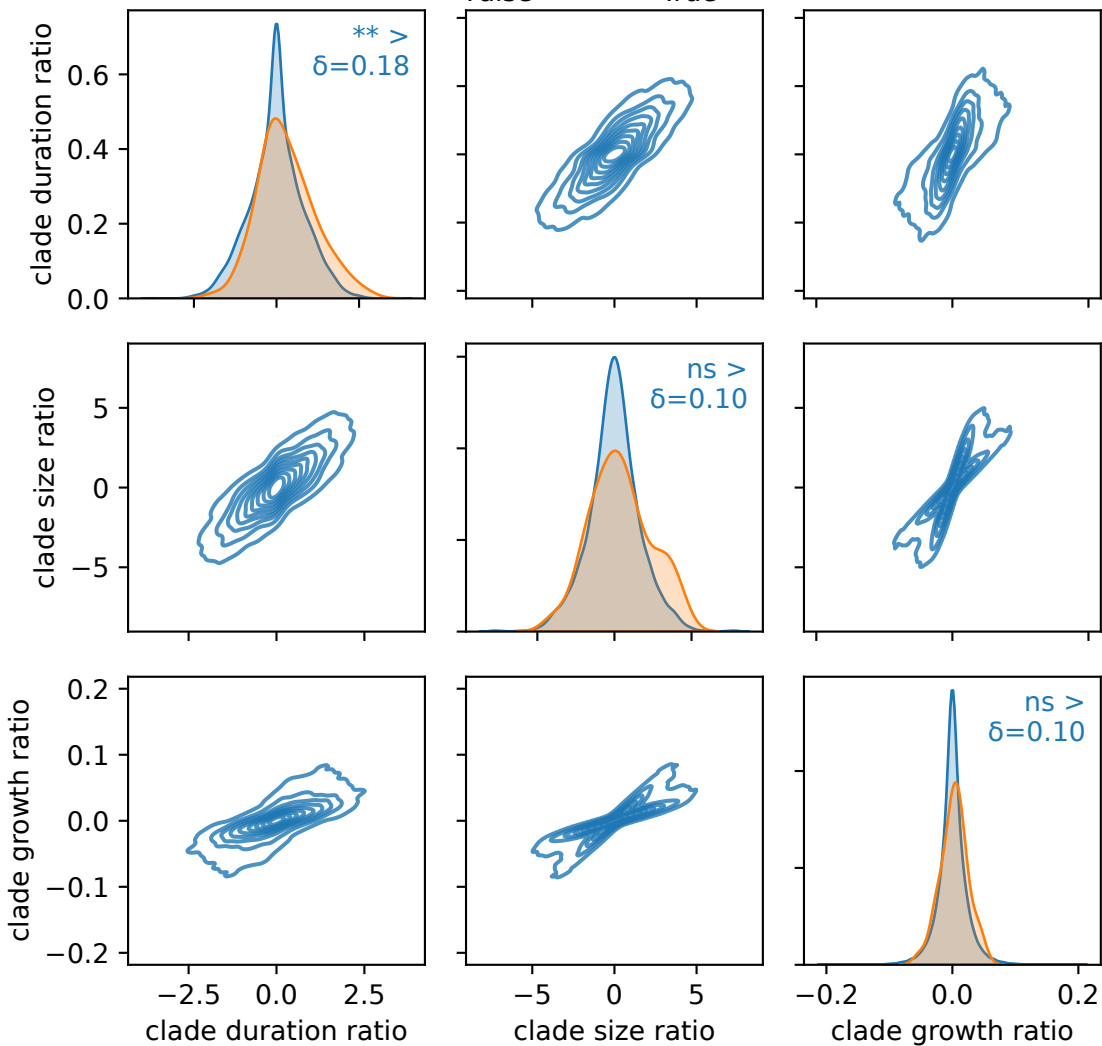 clade duration ratio
0.6
0.4
0.2
0.0
** >
δ=0.18
clade size ratio
5
0
−5
ns >
δ=0.10
clade growth ratio
0.2
0.1
0.0
−0.1
−0.2
ns >
δ=0.10
−2.5 0.0 2.5
clade duration ratio
−5 0 5
clade size ratio
−0.2 0.0 0.2
clade growth ratio